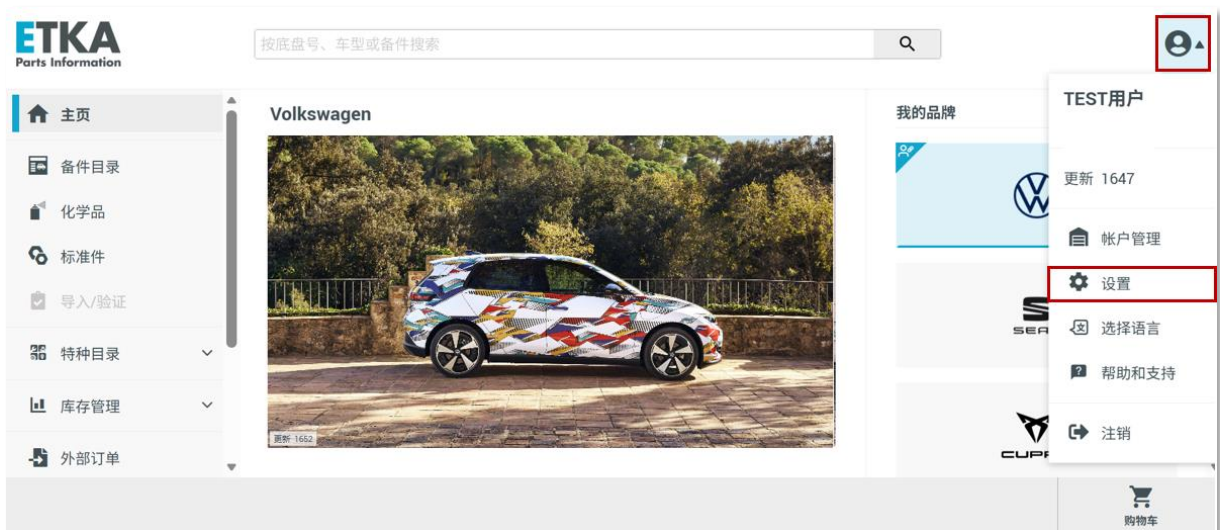 ETKA
Parts Information
按底盘号、车型或备件搜索
主页
备件目录
化学品
标准件
导入/验证
特种目录
库存管理
外部订单
Volkswagen
更新 1652
我的品牌
SEA
CUPR
TEST用户
更新 1647
帐户管理
设置
选择语言
帮助和支持
注销
购物车